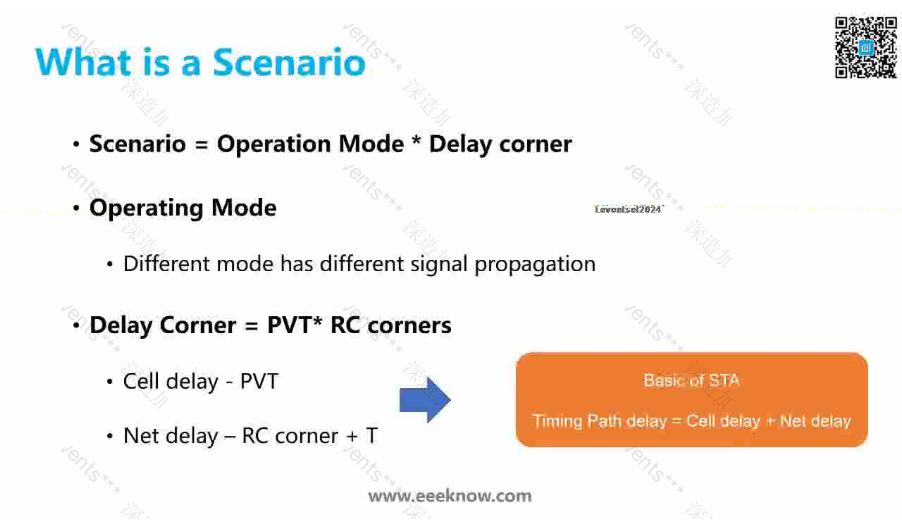 What is a Scenario
• Scenario = Operation Mode * Delay corner
• Operating Mode
• Different mode has different signal propagation
• Delay Corner = PVT* RC corners
• Cell delay - PVT
• Net delay – RC corner + T
Basic of STA
Timing Path delay = Cell delay + Net delay
www.eeeknow.com